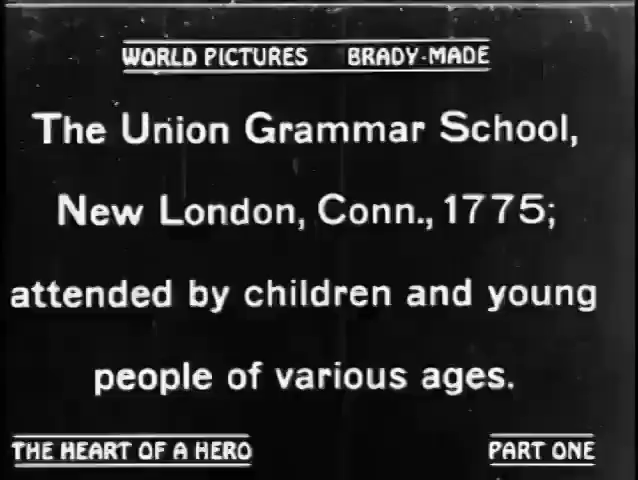 WORLD PICTURES BRADY-MADE
The Union Grammar School,
New London, Conn., 1775;
attended by children and young
people of various ages.
THE HEART OF A HERO PART ONE